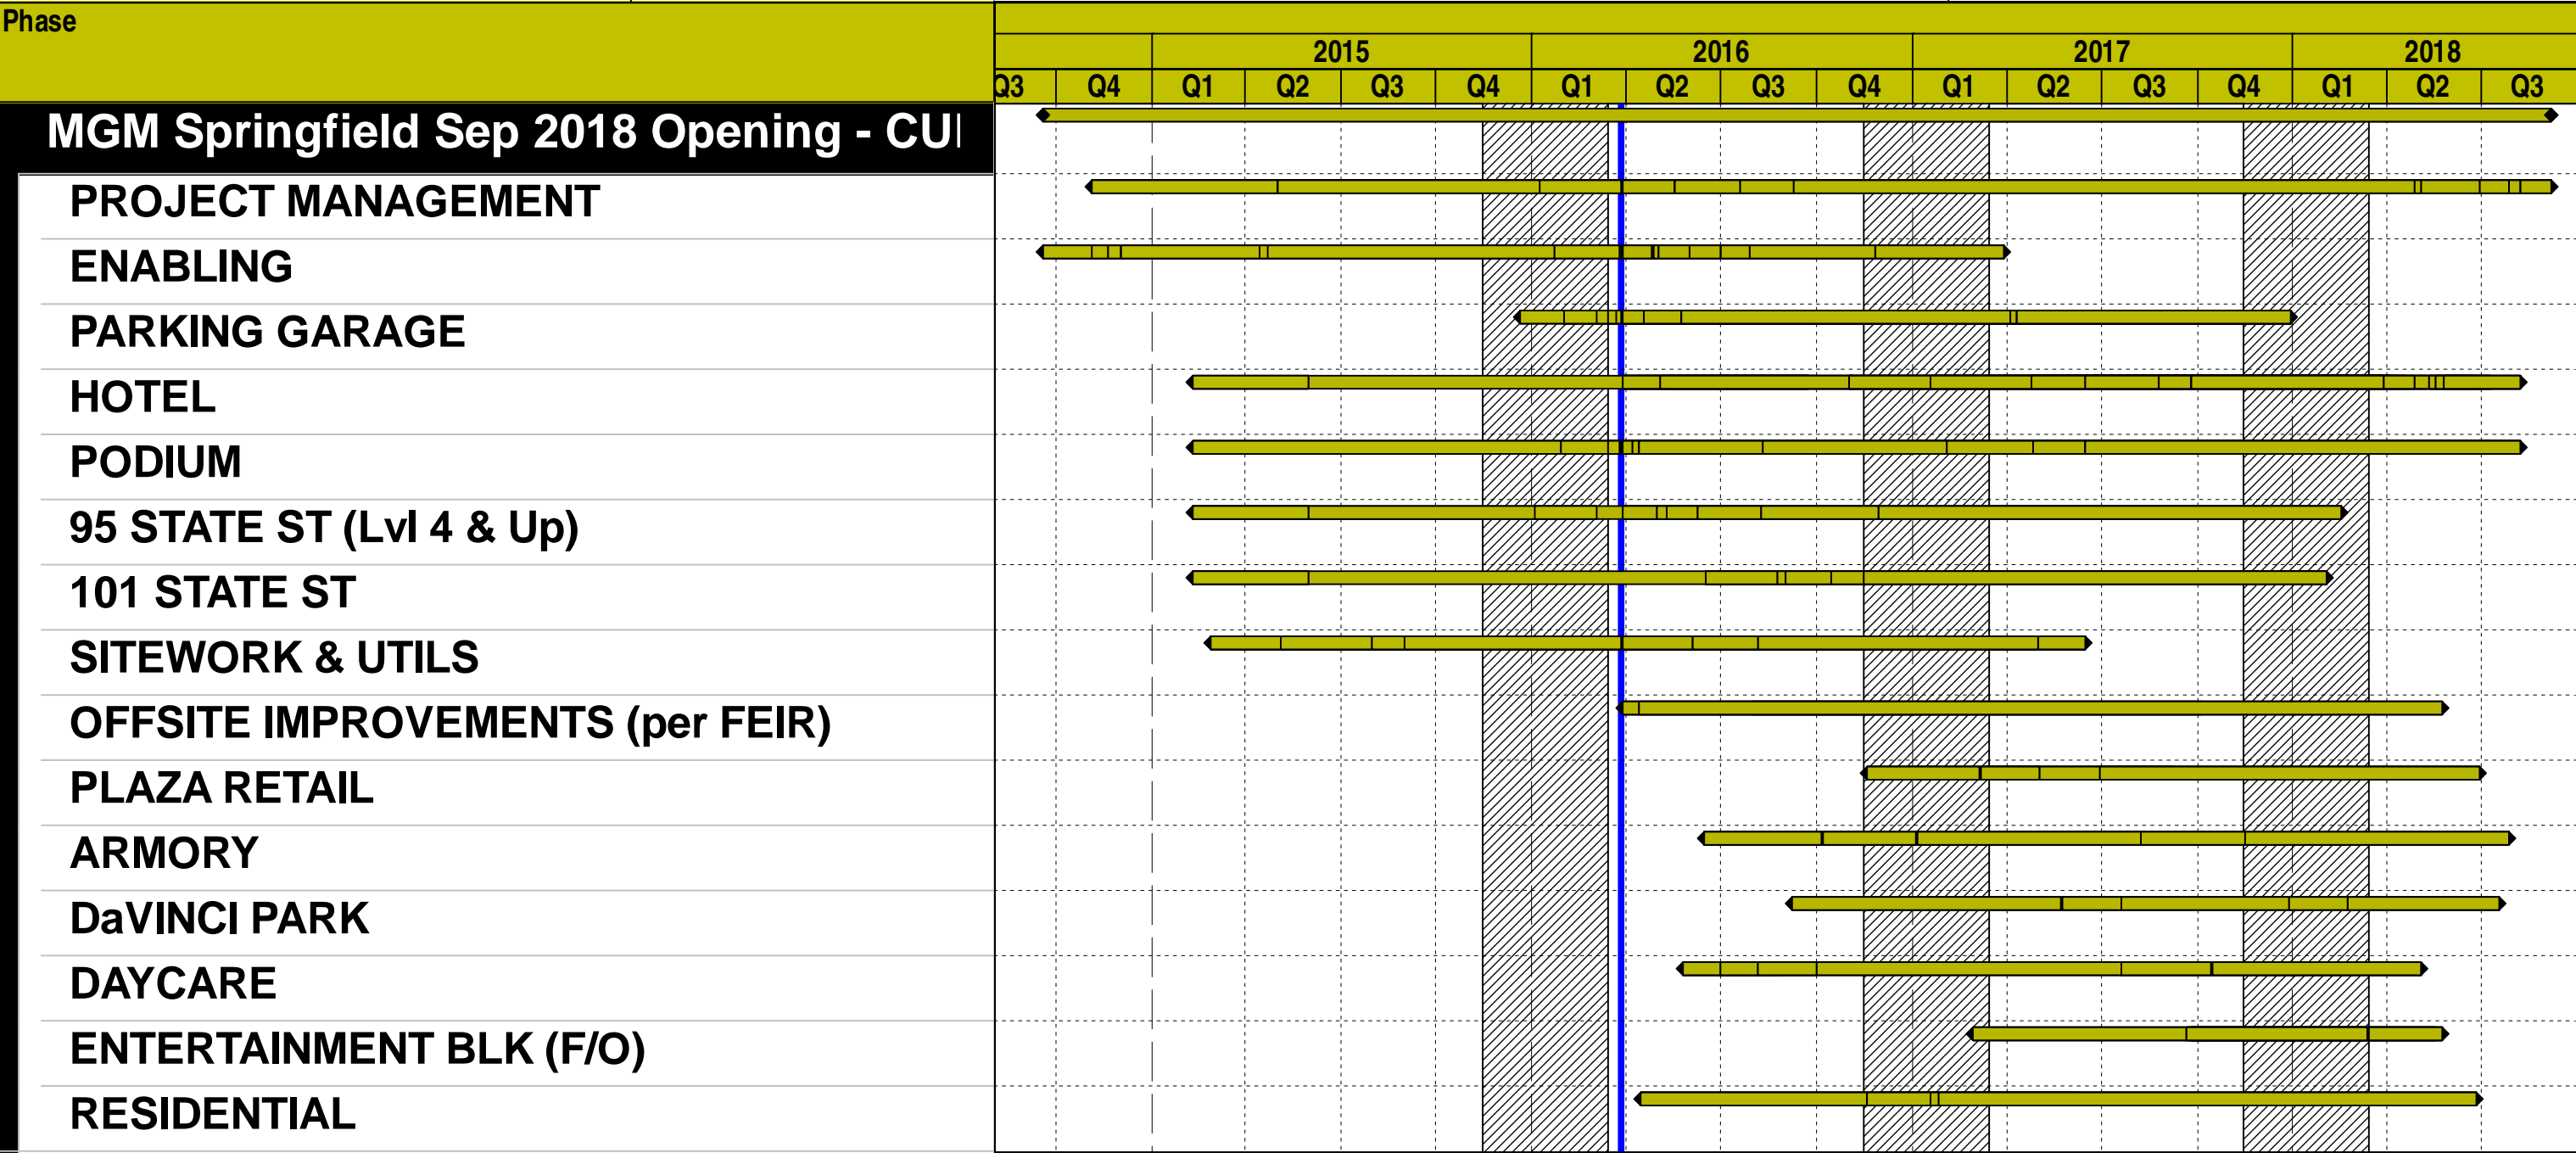 Phase
2015 2016 2017 2018
Q3 Q4 Q1 Q2 Q3 Q4 Q1 Q2 Q3 Q4 Q1 Q2 Q3 Q4 Q1 Q2 Q3
MGM Springfield Sep 2018 Opening -
PROJECT MANAGEMENT
ENABLING
PARKING GARAGE
HOTEL
PODIUM
95 STATE ST (Lvl 4 & Up)
101 STATE ST
SITEWORK & UTILS
OFFSITE IMPROVEMENTS (per FEIR)
PLAZA RETAIL
ARMORY
DaVINCI PARK
DAYCARE
ENTERTAINMENT BLK (F/O)
RESIDENTIAL